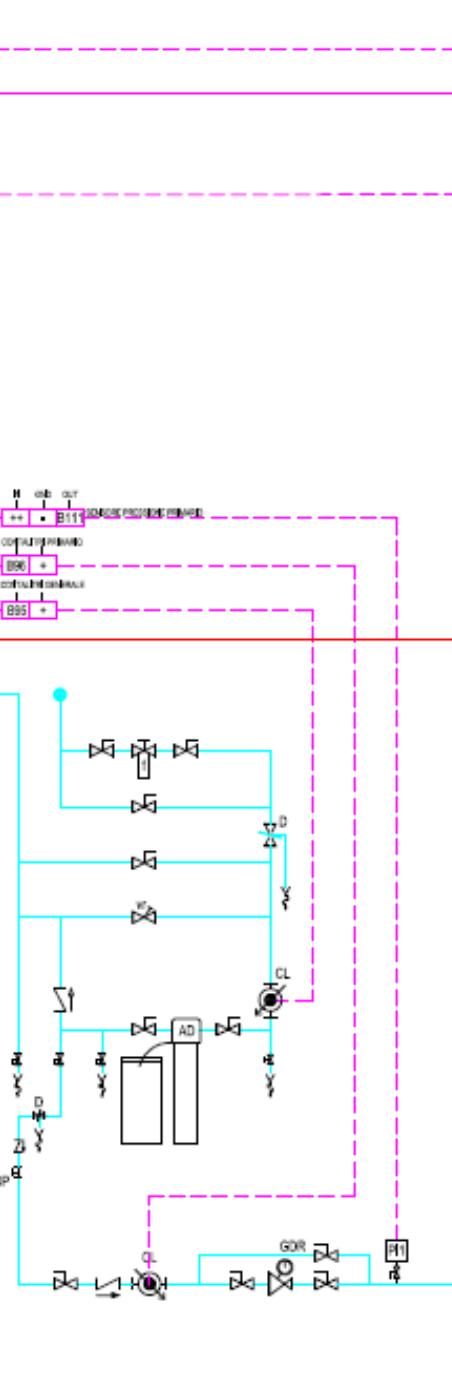 N GND OUT
++ • B111 SENSORE PRESSIONE PRIMARIO
CONTALITRI PRIMARIO
B96 +
CONTALITRI GENERALE
B95 +
D
CL
AD
D
P
CL
GDR
PI1